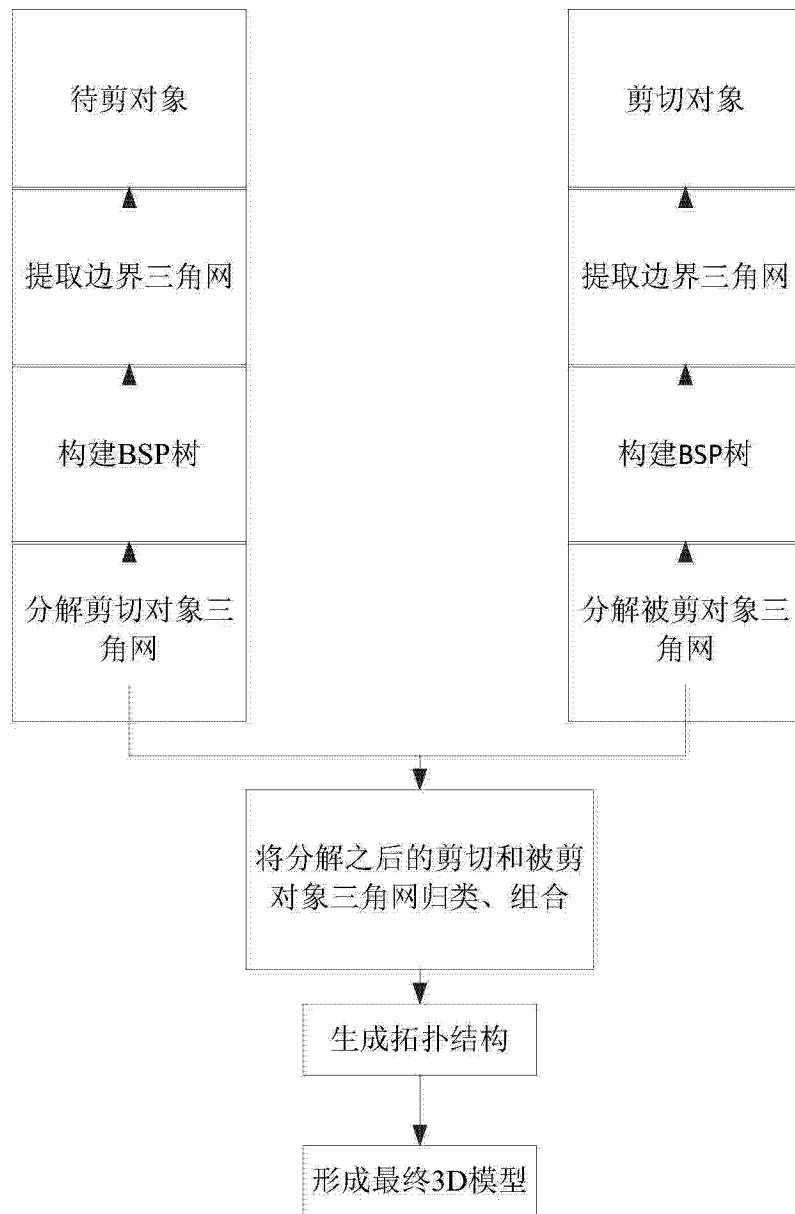 待剪对象
提取边界三角网
构建BSP树
分解剪切对象三
角网
剪切对象
提取边界三角网
构建BSP树
分解被剪对象三
角网
将分解之后的剪切和被剪
对象三角网归类、组合
生成拓扑结构
形成最终3D模型